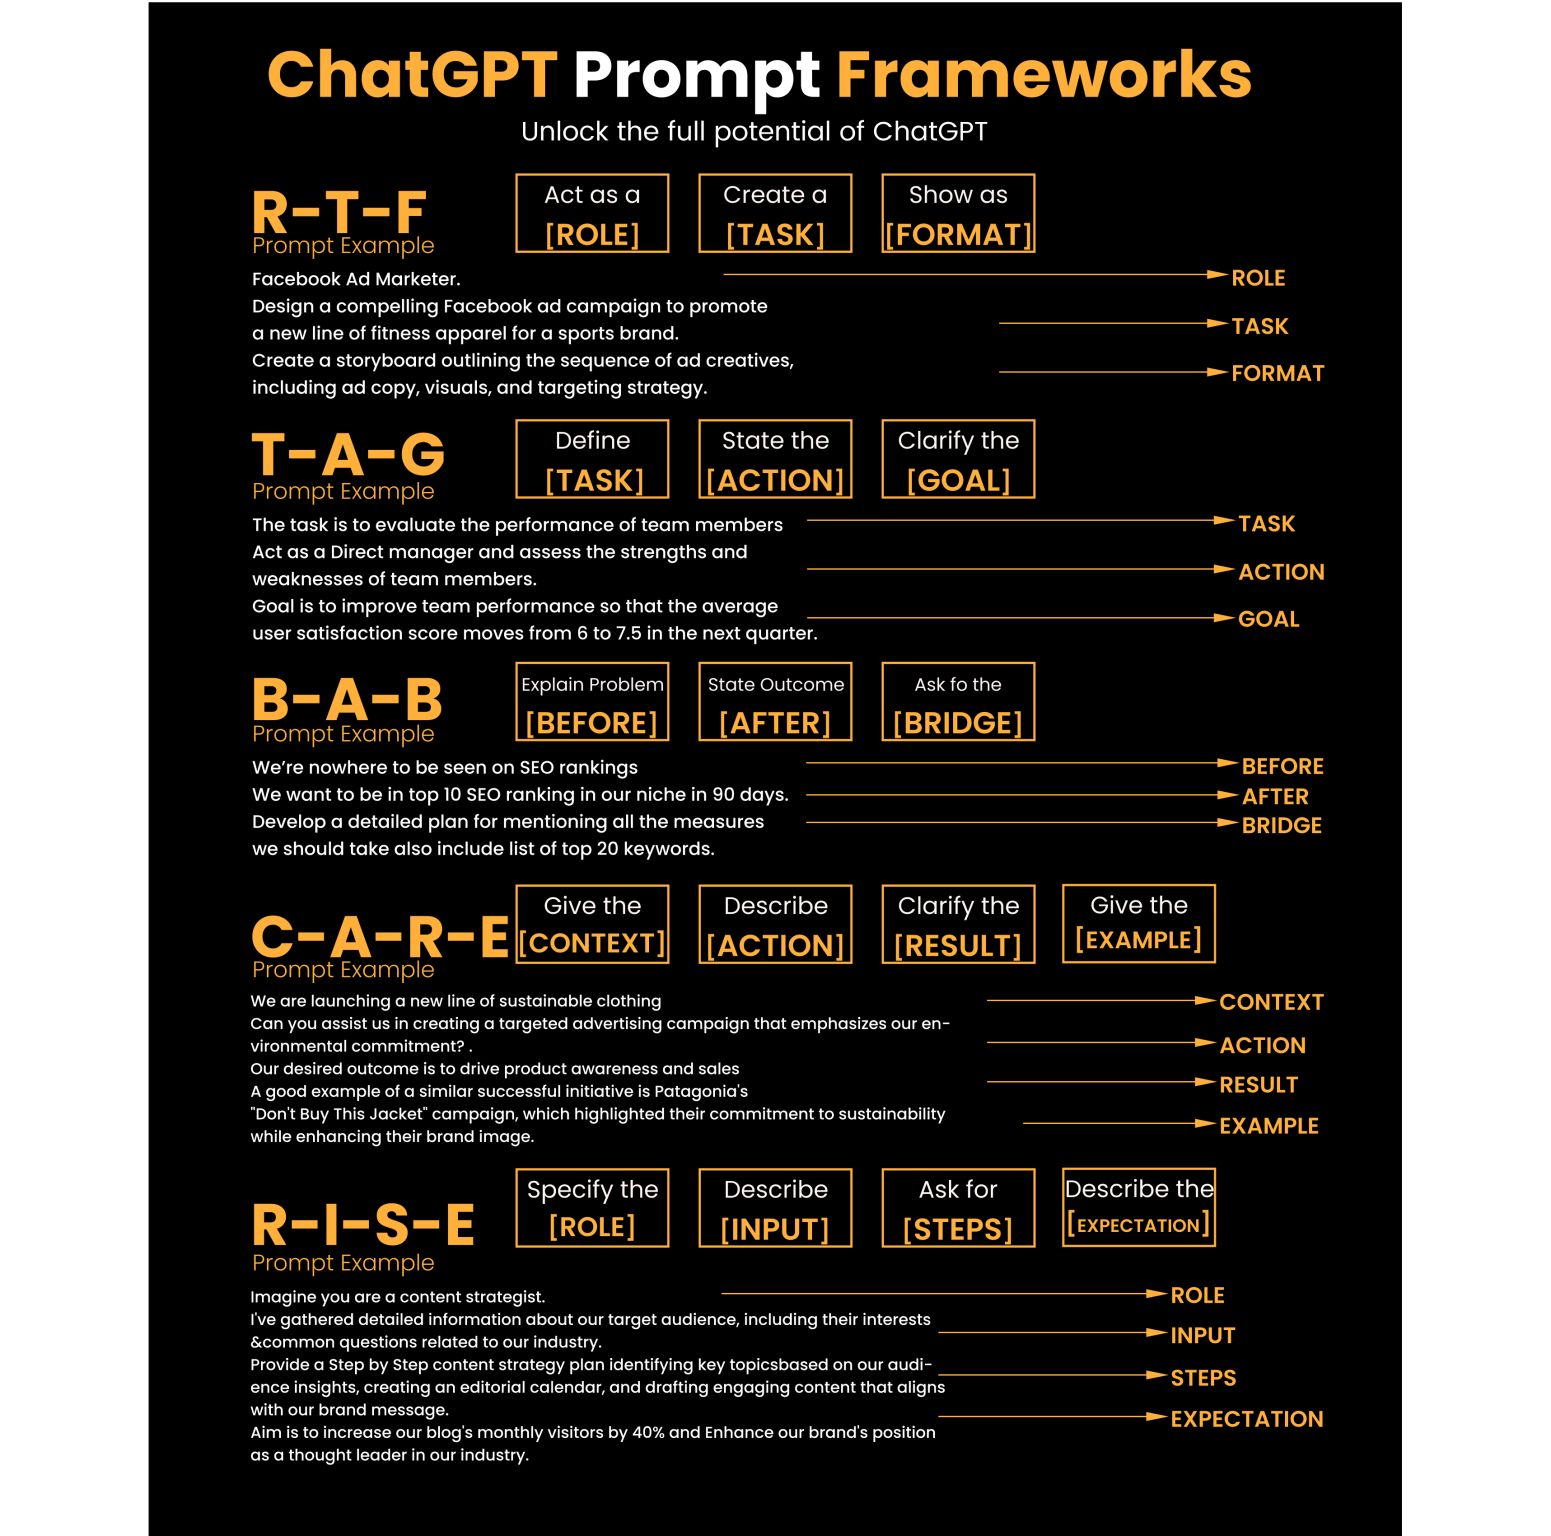 ChatGPT Prompt Frameworks
Unlock the full potential of ChatGPT
R-T-F
Prompt Example
Act as a
[ROLE]
Create a
[TASK]
Show as
[FORMAT]
Facebook Ad Marketer.
ROLE
Design a compelling Facebook ad campaign to promote
a new line of fitness apparel for a sports brand.
TASK
Create a storyboard outlining the sequence of ad creatives,
including ad copy, visuals, and targeting strategy.
FORMAT
T-A-G
Prompt Example
Define
[TASK]
State the
[ACTION]
Clarify the
[GOAL]
The task is to evaluate the performance of team members
TASK
Act as a Direct manager and assess the strengths and
weaknesses of team members.
ACTION
Goal is to improve team performance so that the average
user satisfaction score moves from 6 to 7.5 in the next quarter.
GOAL
B-A-B
Prompt Example
Explain Problem
[BEFORE]
State Outcome
[AFTER]
Ask fo the
[BRIDGE]
We're nowhere to be seen on SEO rankings
BEFORE
We want to be in top 10 SEO ranking in our niche in 90 days.
AFTER
Develop a detailed plan for mentioning all the measures
we should take also include list of top 20 keywords.
BRIDGE
C-A-R-E
Prompt Example
Give the
[CONTEXT]
Describe
[ACTION]
Clarify the
[RESULT]
Give the
[EXAMPLE]
We are launching a new line of sustainable clothing
CONTEXT
Can you assist us in creating a targeted advertising campaign that emphasizes our en-
vironmental commitment? .
ACTION
Our desired outcome is to drive product awareness and sales
RESULT
A good example of a similar successful initiative is Patagonia's
"Don't Buy This Jacket" campaign, which highlighted their commitment to sustainability
while enhancing their brand image.
EXAMPLE
R-I-S-E
Prompt Example
Specify the
[ROLE]
Describe
[INPUT]
Ask for
[STEPS]
Describe the
[EXPECTATION]
Imagine you are a content strategist.
ROLE
I've gathered detailed information about our target audience, including their interests
&common questions related to our industry.
INPUT
Provide a Step by Step content strategy plan identifying key topicsbased on our audi-
ence insights, creating an editorial calendar, and drafting engaging content that aligns
with our brand message.
STEPS
Aim is to increase our blog's monthly visitors by 40% and Enhance our brand's position
as a thought leader in our industry.
EXPECTATION